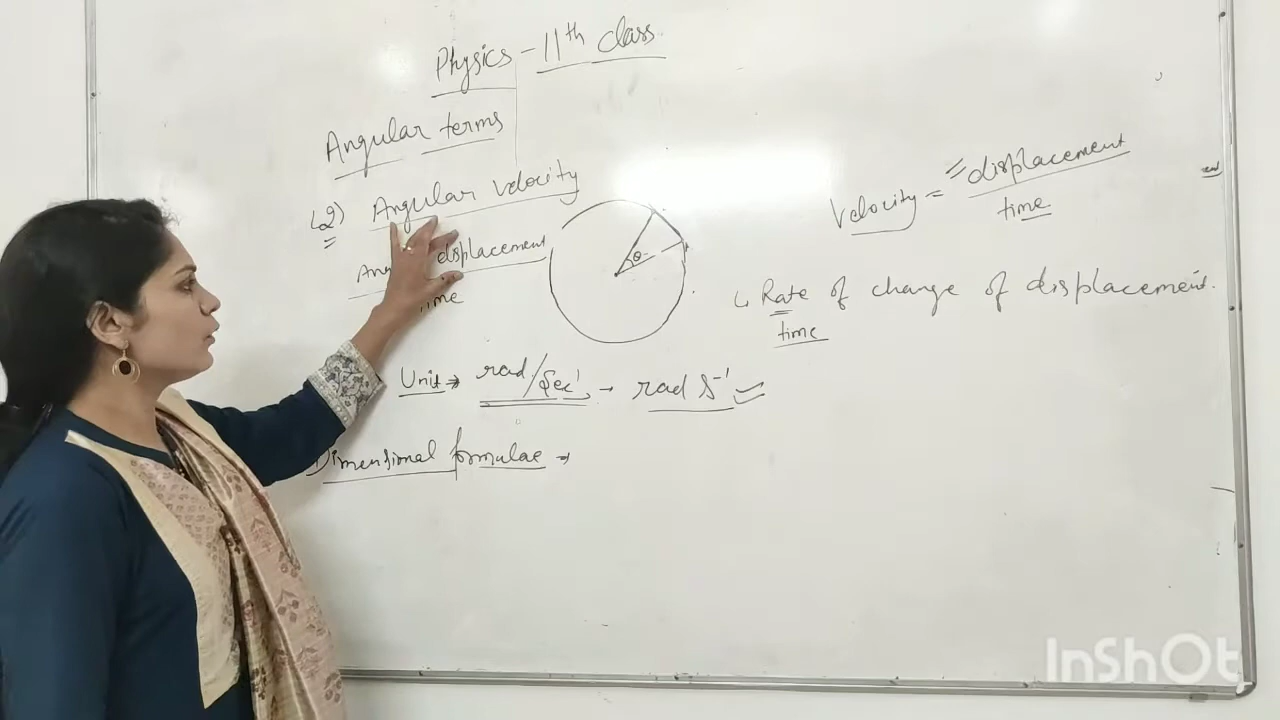 Physics - 11th class
Angular terms
(2) Angular velocity
displacement
time
θ
Velocity = displacement
time
↳ Rate of change of displacement.
time
Unit → rad/sec → rad s⁻¹
Dimensional formulae →
InShOt